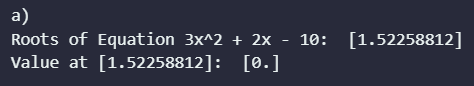 a)
Roots of Equation 3x^2 + 2x - 10:  [1.52258812]
Value at [1.52258812]:  [0.]